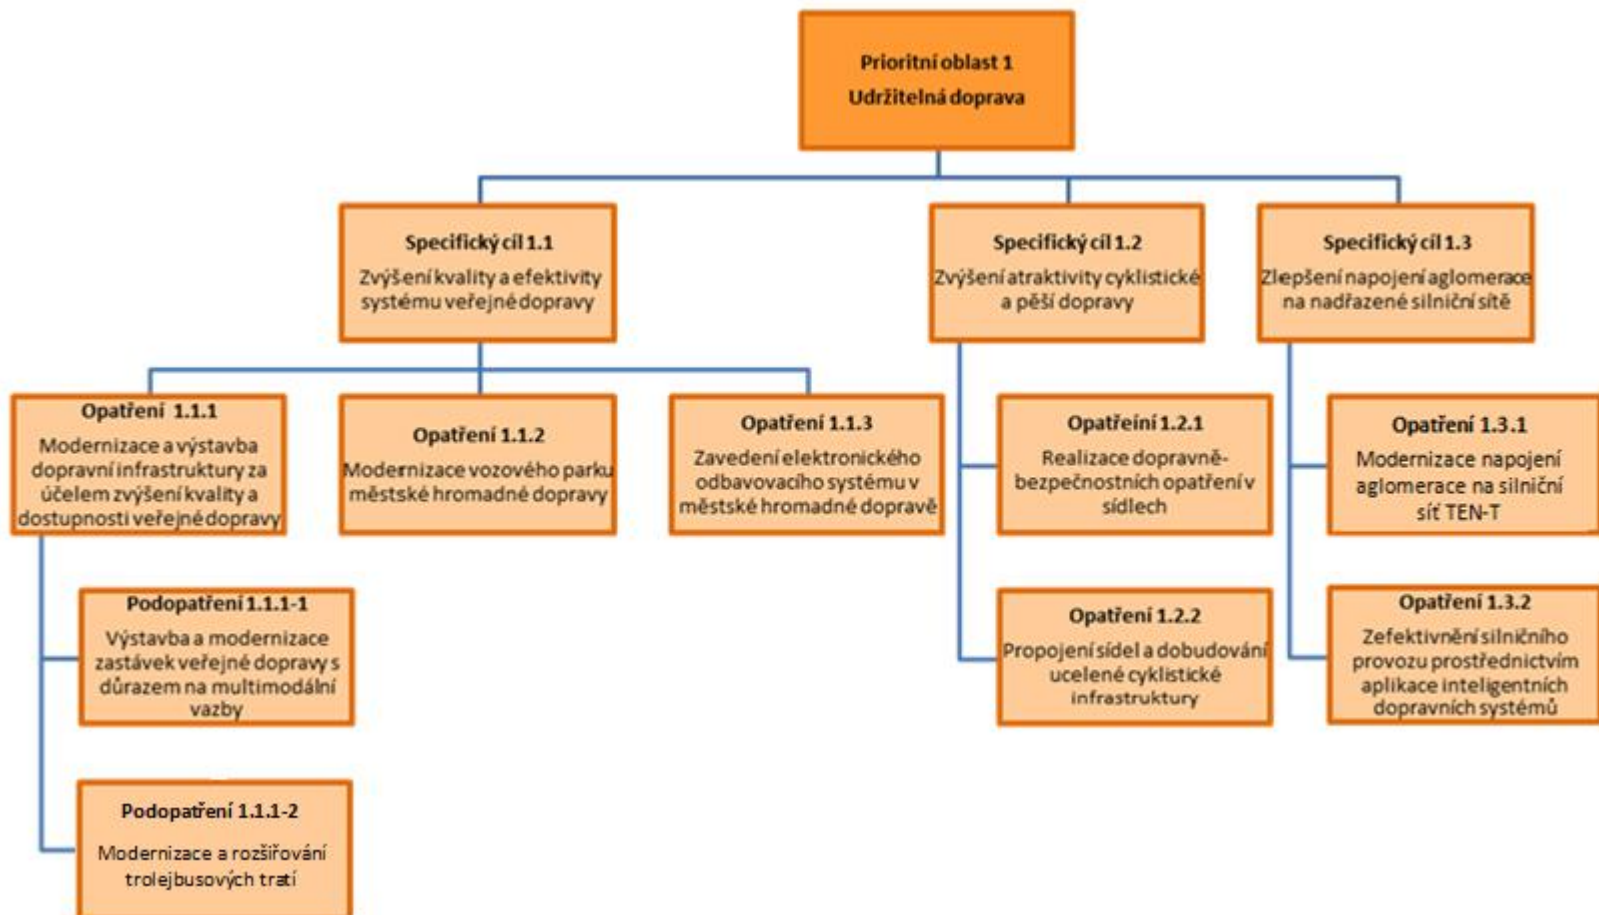 Prioritní oblast 1
Udržitelná doprava
Specifický cíl 1.1
Zvýšení kvality a efektivity
systému veřejné dopravy
Specifický cíl 1.2
Zvýšení atraktivity cyklistické
a pěší dopravy
Specifický cíl 1.3
Zlepšení napojení aglomerace
na nadřazené silniční sítě
Opatření 1.1.1
Modernizace a výstavba
dopravní infrastruktury za
účelem zvýšení kvality a
dostupnosti veřejné dopravy
Opatření 1.1.2
Modernizace vozového parku
městské hromadné dopravy
Opatření 1.1.3
Zavedení elektronického
odbavovacího systému v
městské hromadné dopravě
Opatřeíní 1.2.1
Realizace dopravně-
bezpečnostních opatření v
sídlech
Opatření 1.3.1
Modernizace napojení
aglomerace na silniční
síť TEN-T
Podopatření 1.1.1-1
Výstavba a modernizace
zastávek veřejné dopravy s
důrazem na multimodální
vazby
Opatření 1.2.2
Propojení sídel a dobudování
ucelené cyklistické
infrastruktury
Opatření 1.3.2
Zefektivnění silničního
provozu prostřednictvím
aplikace inteligentních
dopravních systémů
Podopatření 1.1.1-2
Modernizace a rozšiřování
trolejbusových tratí